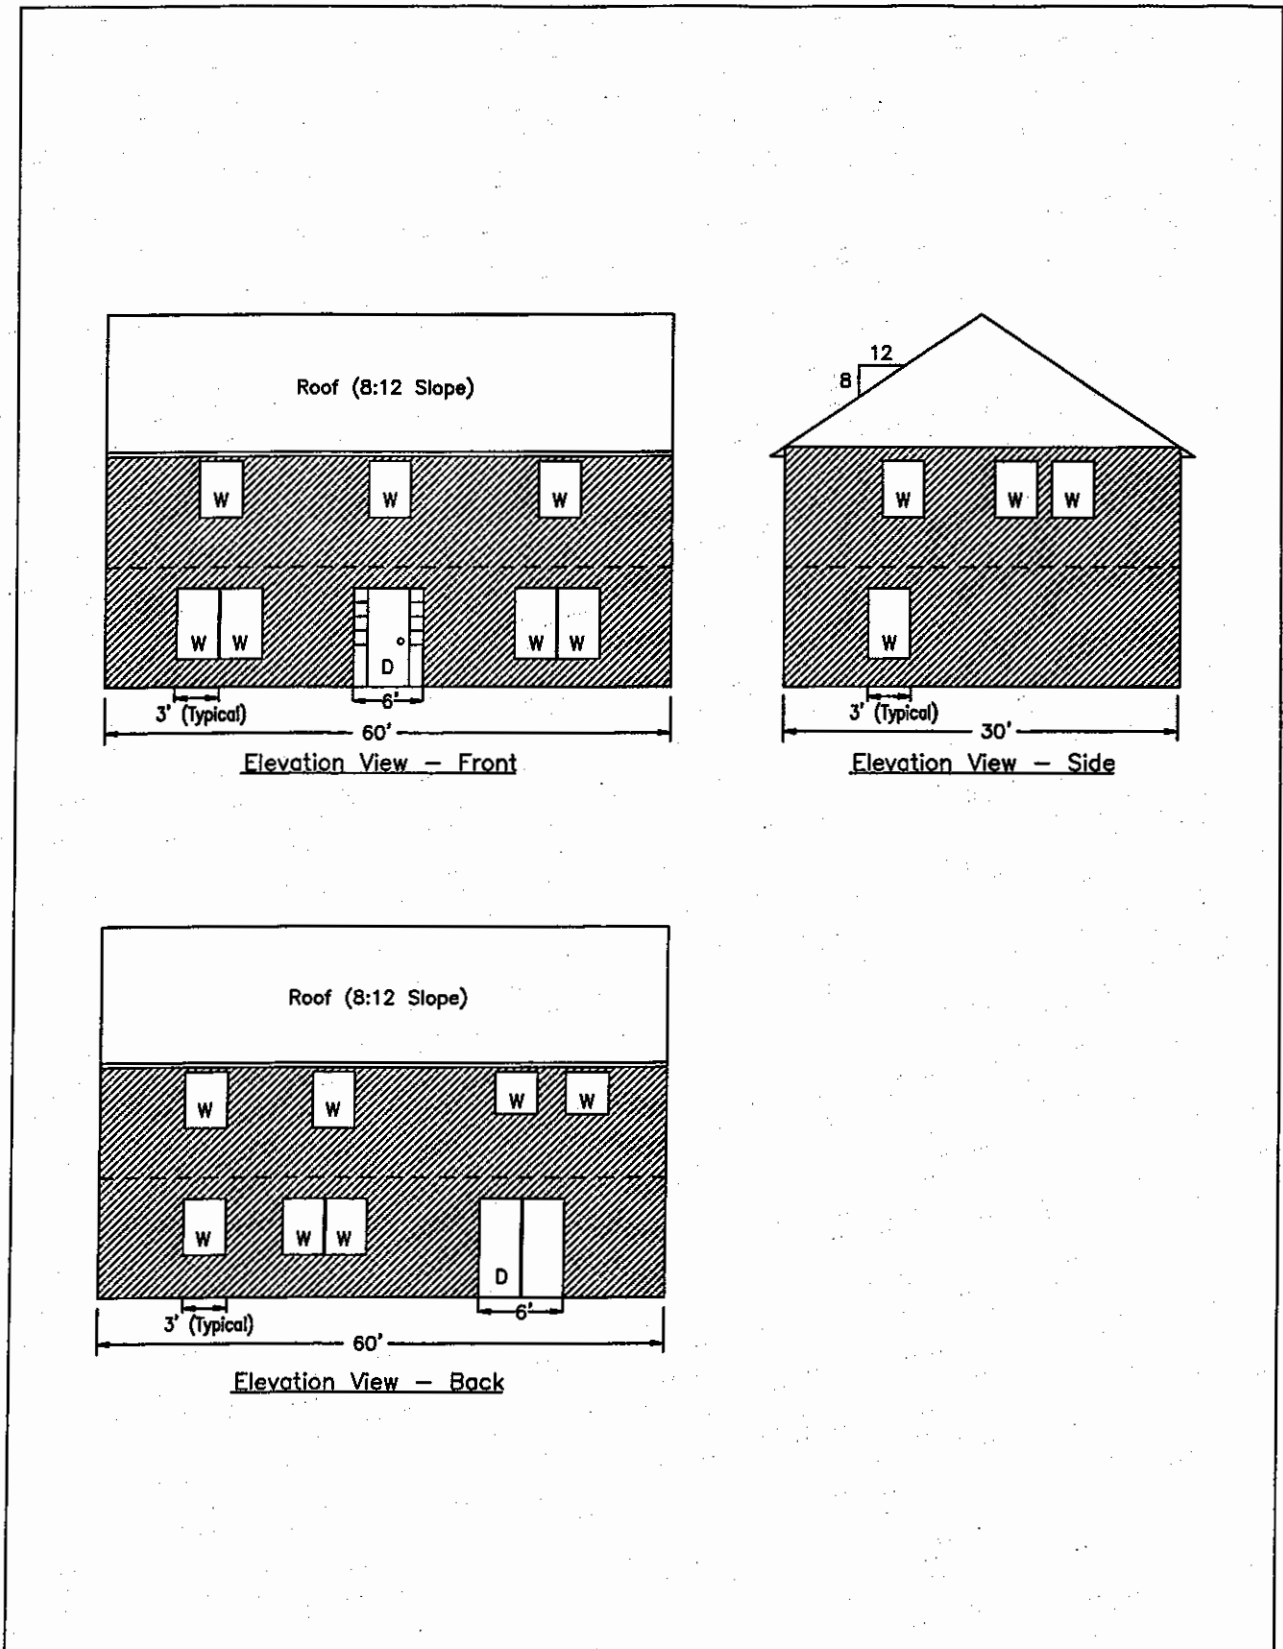 Roof (8:12 Slope)
W W W
W W D W W
3' (Typical) 6'
60'
Elevation View – Front
12
8
W W W
W
3' (Typical)
30'
Elevation View – Side
Roof (8:12 Slope)
W W W W
W W W D
3' (Typical) 6'
60'
Elevation View – Back